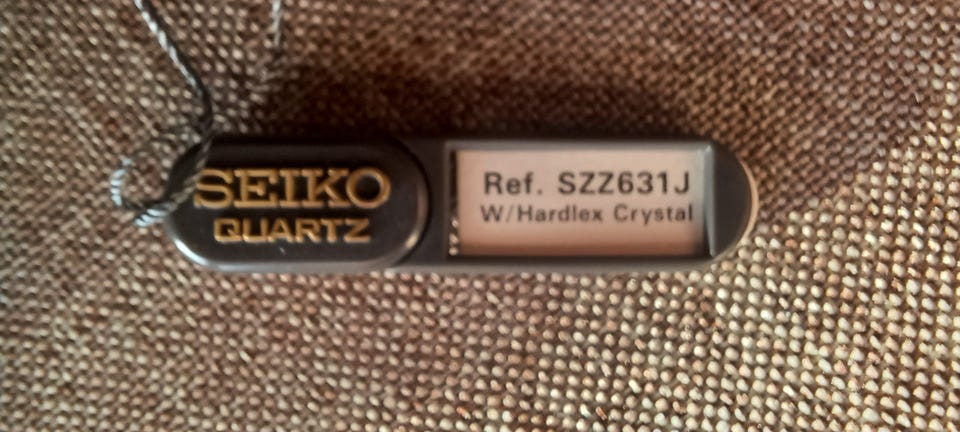 SEIKO
QUARTZ
Ref. SZZ631J
W/Hardlex Crystal